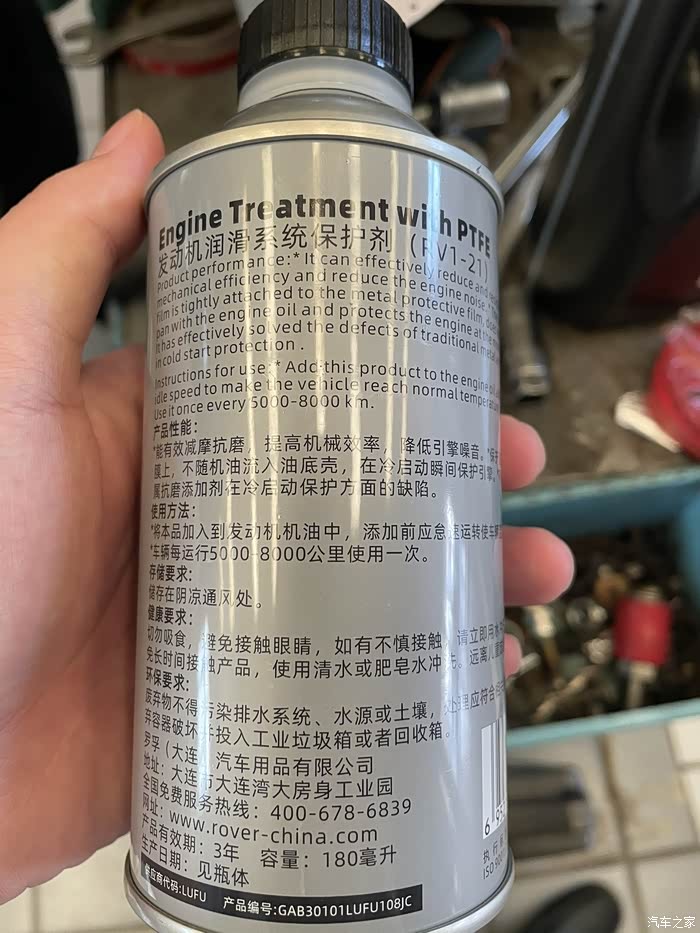 Engine Treatment with PTFE
发动机润滑系统保护剂（RV1-21）
Product performance:* It can effectively reduce and
mechanical efficiency and reduce the engine noise.*
film is tightly attached to the metal protective film, does
pan with the engine oil and protects the engine at the
It has effectively solved the defects of traditional metal
in cold start protection .
Instructions for use:* Add this product to the engine oil
idle speed to make the vehicle reach normal
Use it once every 5000-8000 km.
产品性能：
*能有效减摩抗磨，提高机械效率，降低引擎噪音。*保护
膜上，不随机油流入油底壳，在冷启动瞬间保护引擎。
属抗磨添加剂在冷启动保护方面的缺陷。
使用方法：
*将本品加入到发动机机油中，添加前应怠速运转使车辆
*车辆每运行5000-8000公里使用一次。
存储要求：
储存在阴凉通风处。
健康要求：
切勿吸食，避免接触眼睛，如有不慎接触，请立即用水
免长时间接触产品，使用清水或肥皂水冲洗。远离儿童
环保要求：
废弃物不得污染排水系统、水源或土壤，处理应符合
弃容器破坏并投入工业垃圾箱或者回收箱。
罗孚（大连）汽车用品有限公司
地址：大连市大连湾大房身工业园
全国免费服务热线：400-678-6839
网址：www.rover-china.com
产品有效期：3年 容量：180毫升
生产日期：见瓶体
供应商代码:LUFU 产品编号:GAB30101LUFU108JC
执行
汽车之家